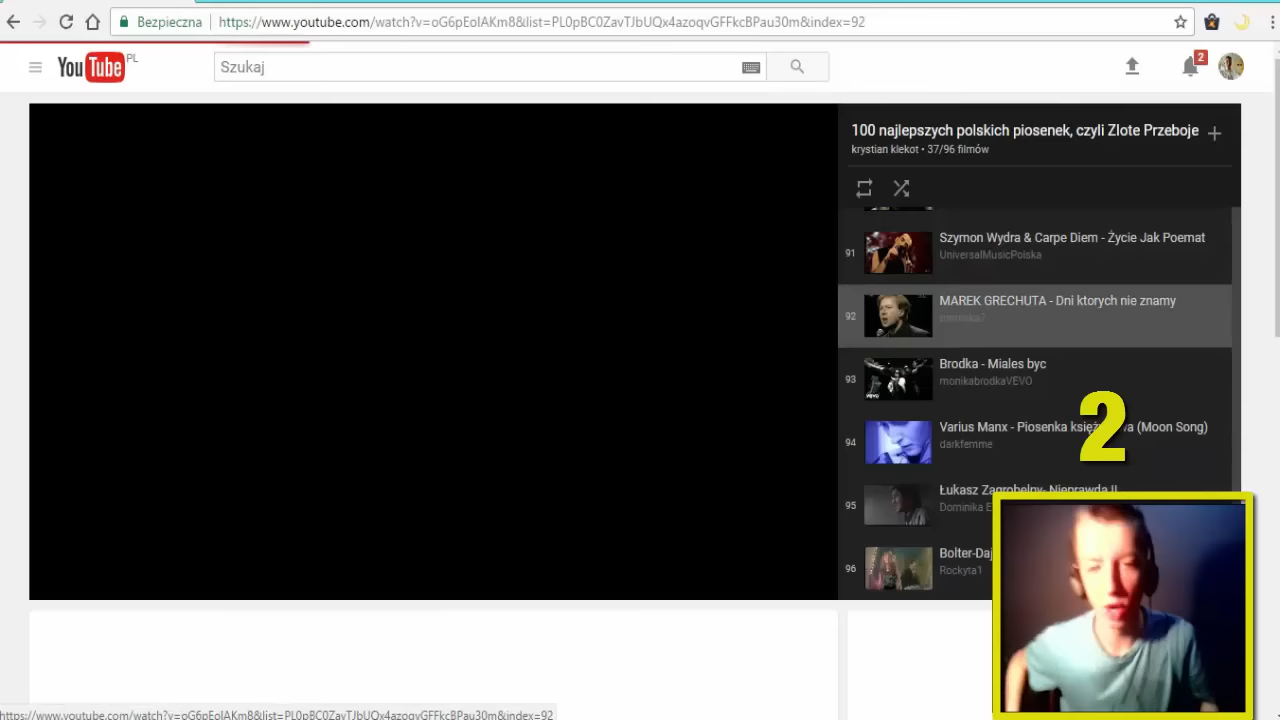 Bezpieczna
https://www.youtube.com/watch?v=oG6pEoIAKm8&list=PL0pBC0ZavTJbUQx4azoqvGFFkcBPau30m&index=92
YouTube PL
Szukaj
2
100 najlepszych polskich piosenek, czyli Zlote Przeboje
krystian klekot • 37/96 filmów
91
Szymon Wydra & Carpe Diem - Życie Jak Poemat
UniversalMusicPolska
92
MAREK GRECHUTA - Dni ktorych nie znamy
93
Brodka - Miales byc
monikabrodkaVEVO
vevo
2
94
Varius Manx - Piosenka (Moon Song)
darkfemme
95
Łukasz Zagrobelny- Nieprawda II
Dominika
96
Bolter-Daj
Rockyta1
https://www.youtube.com/watch?v=oG6pEoIAKm8&list=PL0pBC0ZavTJbUQx4azoqvGFFkcBPau30m&index=92